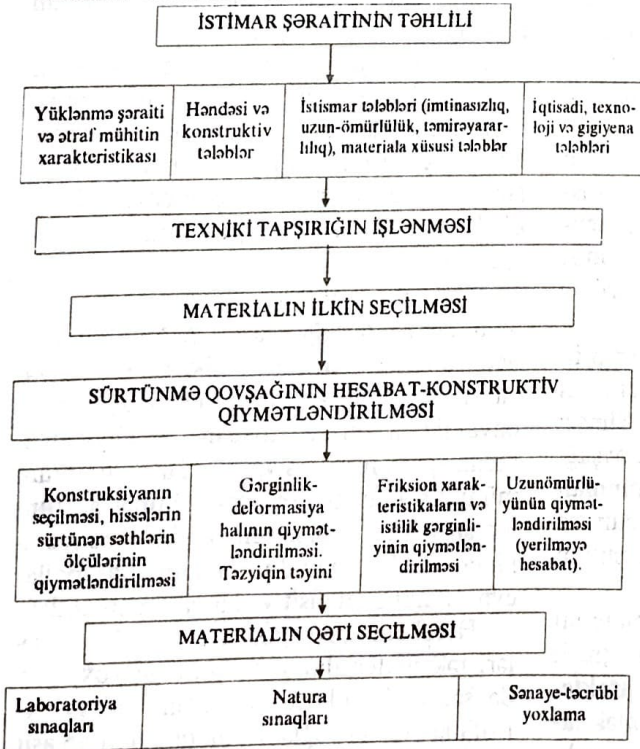 İSTİMAR ŞƏRAİTİNİN TƏHLİLİ
Yüklənmə şəraiti
və ətraf mühitin
xarakteristikası
Həndəsi və
konstruktiv
tələblər
İstismar tələbləri (imtinasızlıq,
uzun-ömürlülük, təmirəyarar-
lılıq), materiala xüsusi tələblər
İqtisadi, texno-
loji və gigiyena
tələbləri
TEXNİKİ TAPŞIRIĞIN İŞLƏNMƏSİ
MATERİALIN İLKİN SEÇİLMƏSİ
SÜRTÜNMƏ QOVŞAĞININ HESABAT-KONSTRUKTİV
QİYMƏTLƏNDİRİLMƏSİ
Konstruksiyanın
seçilməsi, hissələrin
sürtünən səthlərin
ölçülərinin
qiymətləndirilməsi
Gərginlik-
deformasiya
halının qiymət-
ləndirilməsi.
Təzyiqin təyini
Friksion xarak-
teristikaların və
istilik gərginli-
yinin qiymətlən-
dirilməsi
Uzunömürlü-
yünün qiymət-
ləndirilməsi
(yerilməyə
hesabat).
MATERİALIN QƏTİ SEÇİLMƏSİ
Laboratoriya
sınaqları
Natura
sınaqları
Sənaye-təcrübi
yoxlama